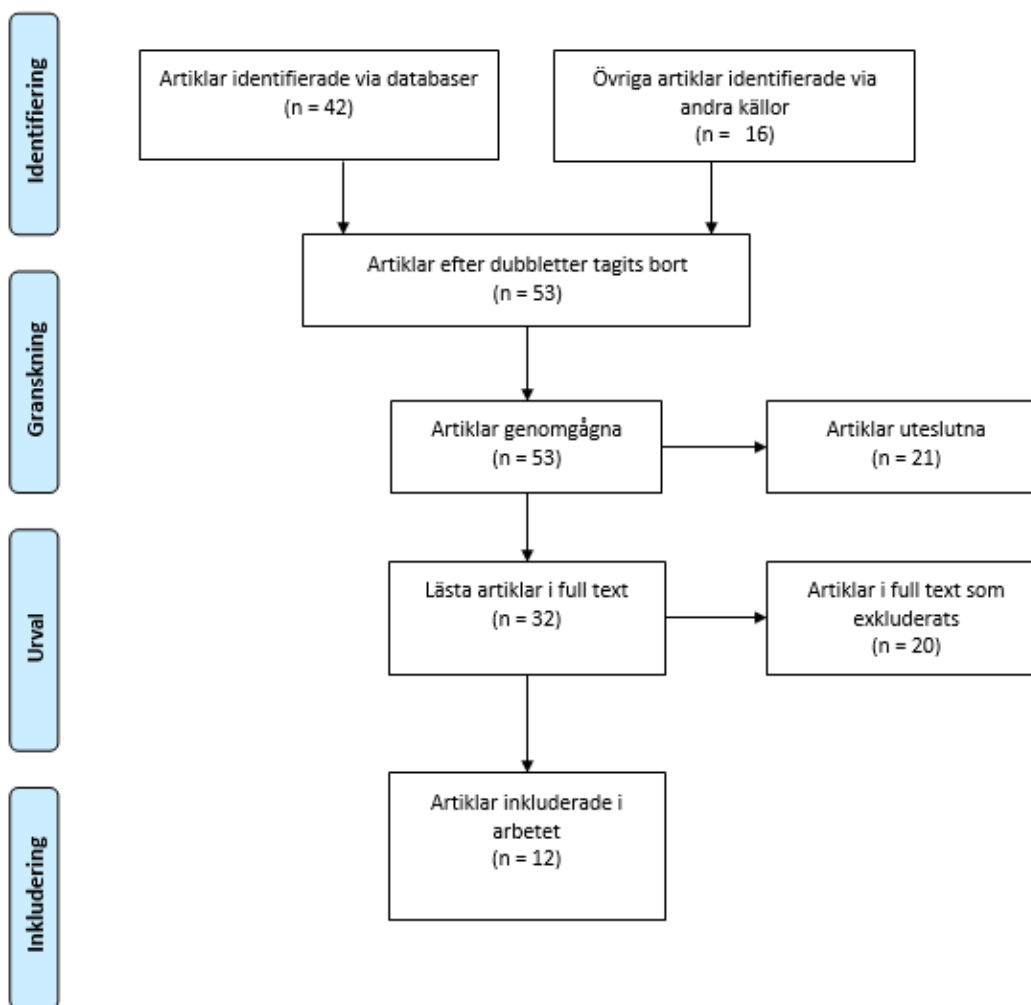 Identifiering
Artiklar identifierade via databaser
(n = 42)
Övriga artiklar identifierade via
andra källor
(n = 16)
Granskning
Artiklar efter dubbletter tagits bort
(n = 53)
Artiklar genomgågna
(n = 53)
Artiklar uteslutna
(n = 21)
Urval
Lästa artiklar i full text
(n = 32)
Artiklar i full text som
exkluderats
(n = 20)
Inkludering
Artiklar inkluderade i
arbetet
(n = 12)